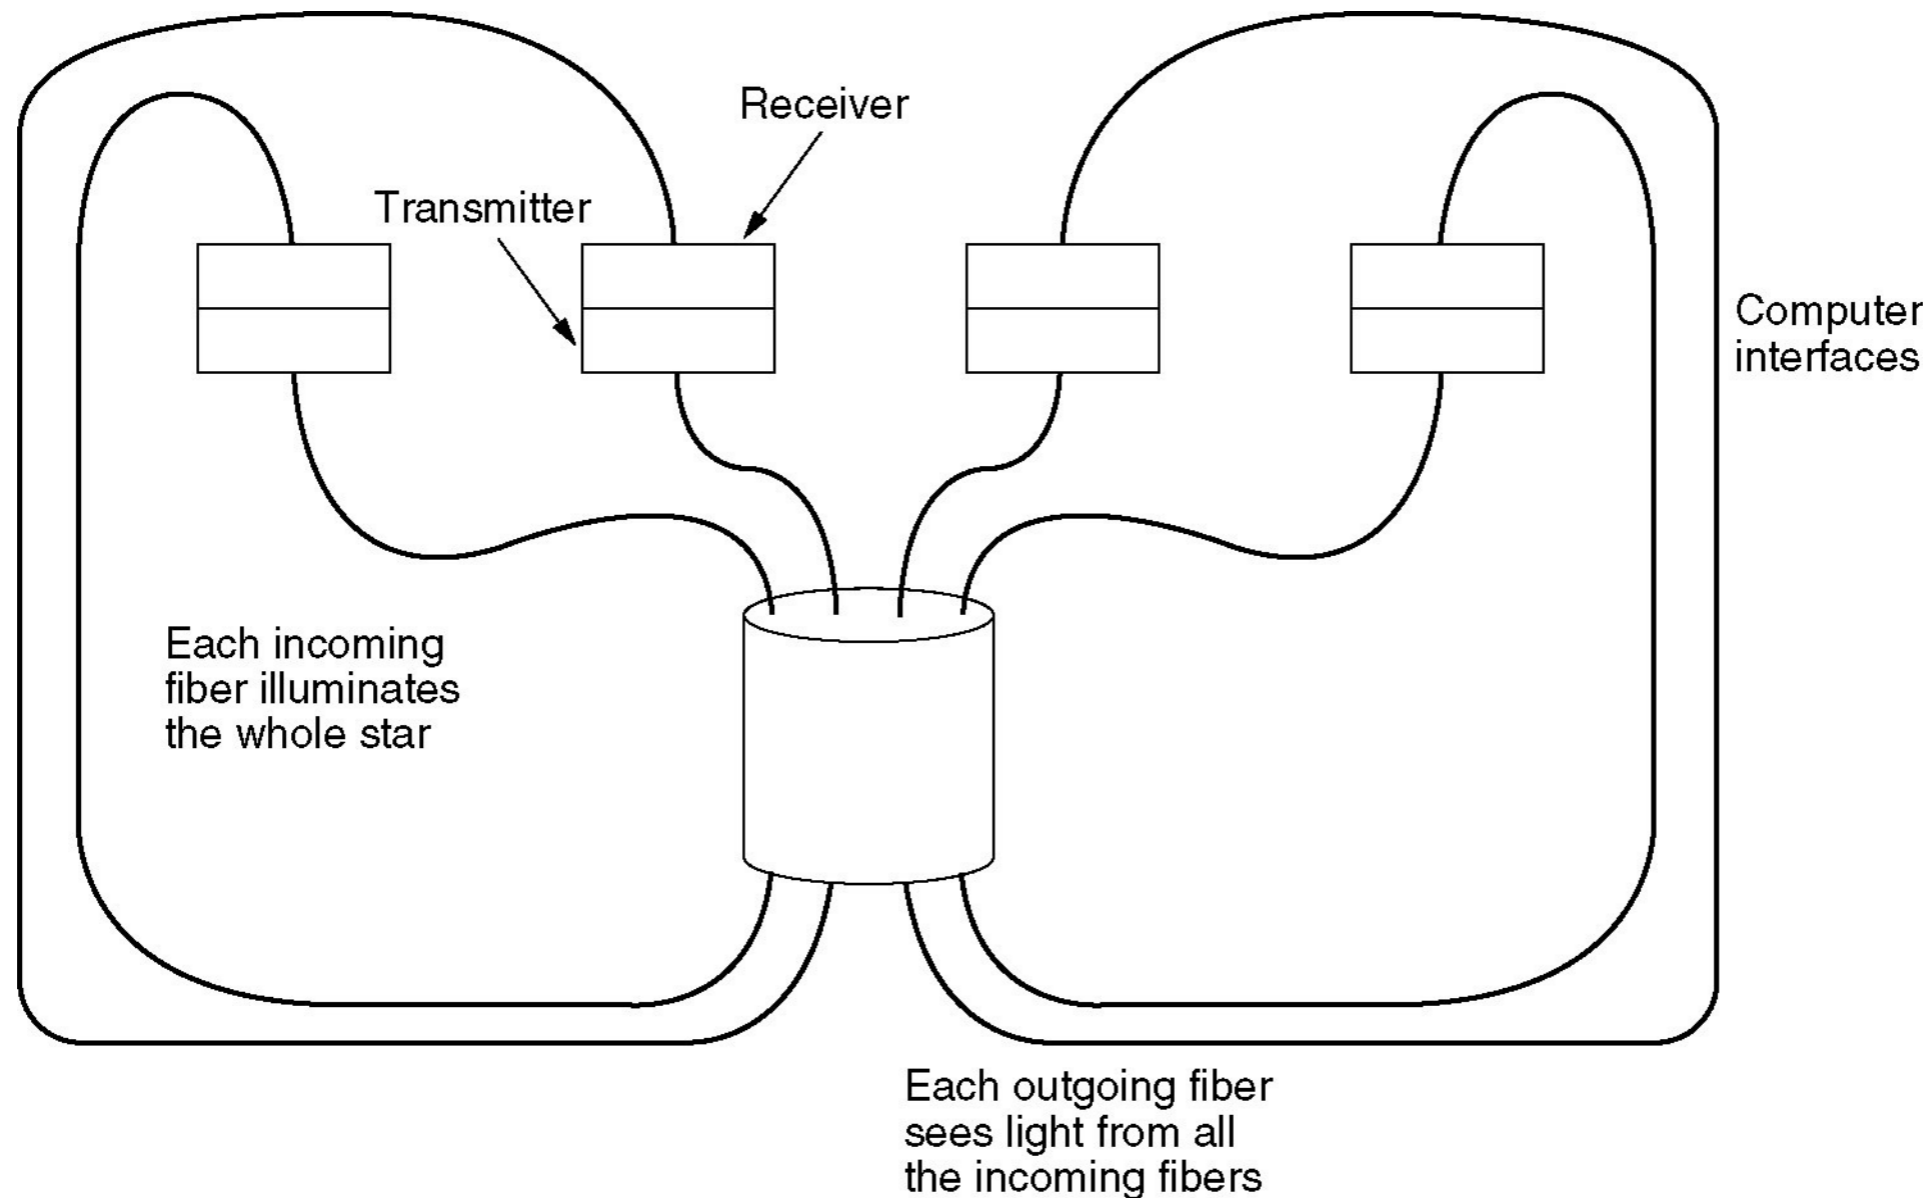 Receiver
Transmitter
Computer
interfaces
Each incoming
fiber illuminates
the whole star
Each outgoing fiber
sees light from all
the incoming fibers